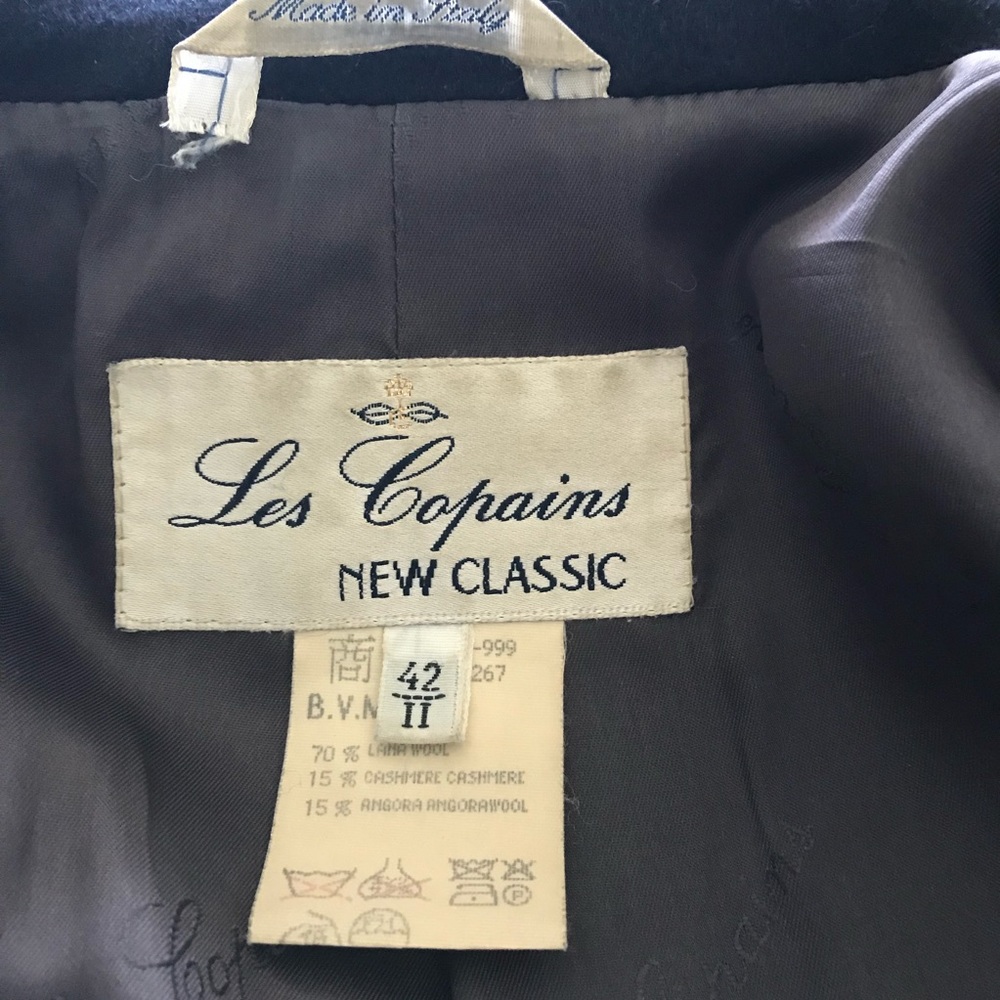 Made in Italy
Les Copains
NEW CLASSIC
商 -999
267
42
II
B.V.
70 % LANA WOOL
15 % CASHMERE CASHMERE
15 % ANGORA ANGORAWOOL
P
Cop